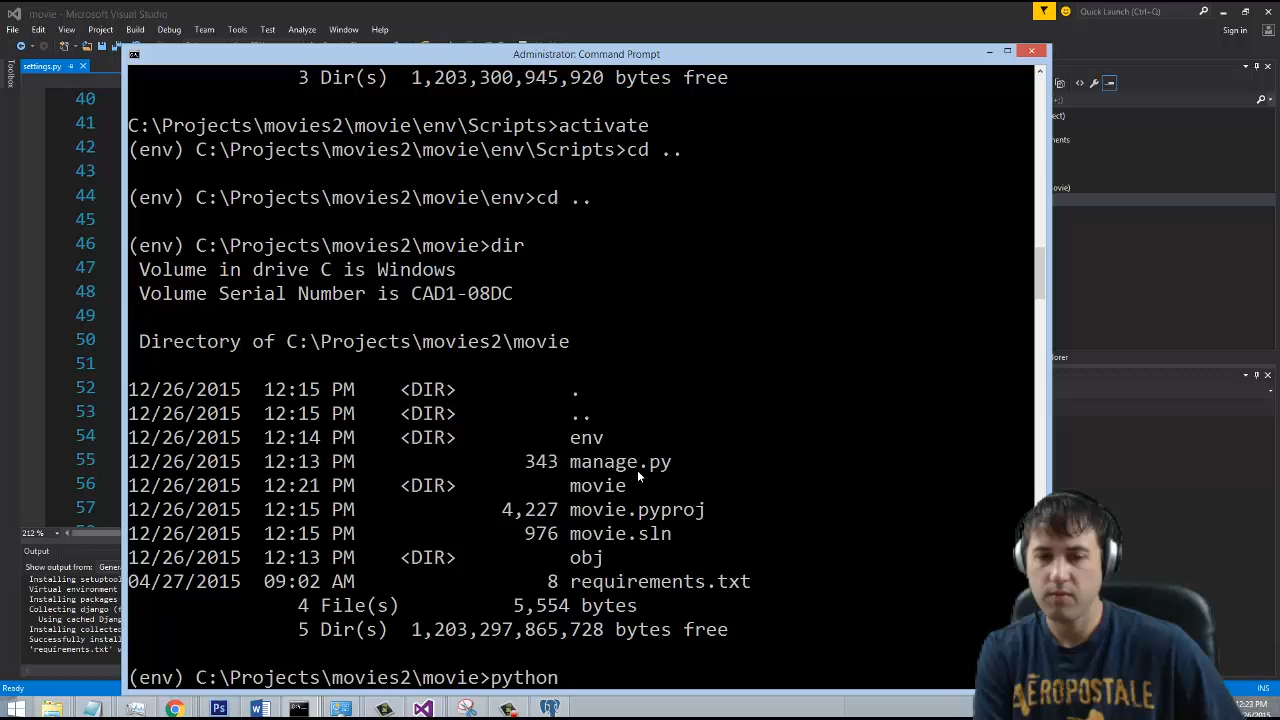 movie - Microsoft Visual Studio
Quick Launch (Ctrl+Q)
File Edit View Project Build Debug Team Tools Test Analyze Window Help
Sign in
Toolbox
settings.py
Administrator: Command Prompt
3 Dir(s) 1,203,300,945,920 bytes free
C:\Projects\movies2\movie\env\Scripts>activate
(env) C:\Projects\movies2\movie\env\Scripts>cd ..
(env) C:\Projects\movies2\movie\env>cd ..
(env) C:\Projects\movies2\movie>dir
Volume in drive C is Windows
Volume Serial Number is CAD1-08DC
Directory of C:\Projects\movies2\movie
12/26/2015 12:15 PM <DIR> .
12/26/2015 12:15 PM <DIR> ..
12/26/2015 12:14 PM <DIR> env
12/26/2015 12:13 PM 343 manage.py
12/26/2015 12:21 PM <DIR> movie
12/26/2015 12:15 PM 4,227 movie.pyproj
12/26/2015 12:15 PM 976 movie.sln
12/26/2015 12:13 PM <DIR> obj
04/27/2015 09:02 AM 8 requirements.txt
4 File(s) 5,554 bytes
5 Dir(s) 1,203,297,865,728 bytes free
(env) C:\Projects\movies2\movie>python
40
41
42
43
44
45
46
47
48
49
50
51
52
53
54
55
56
57
212 %
Output
Show output from:
Installing setuptoo
Virtual environment
Installing packages
Collecting django (f
Using cached Djang
Installing collected
Successfully install
'requirements.txt' w
Ready
INS
12:23 PM
AÉROPOSTALE